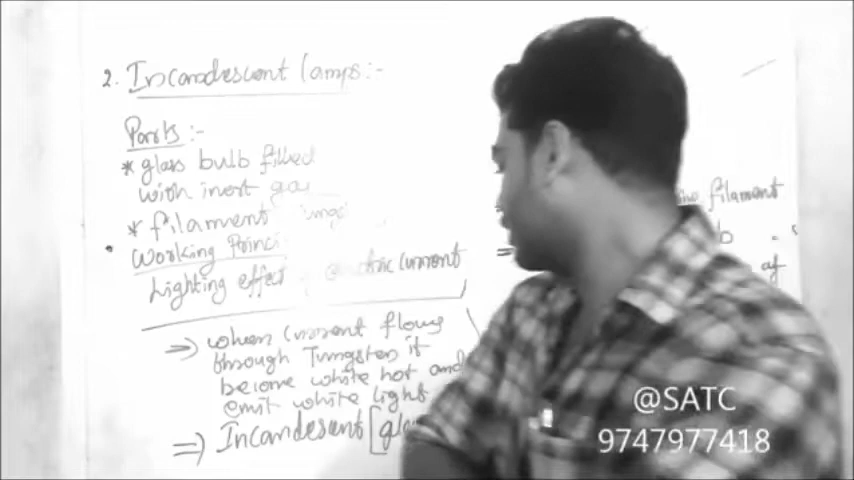 2. Incandescent lamps:-
Parts:-
* glass bulb filled
with inert gas
* filament
Working Princi
Lighting effect electric current
=> when Current flows
through Tungsten it
become white hot and
emit white light
=> Incandescent [glo
filament
b
of
@SATC
9747977418